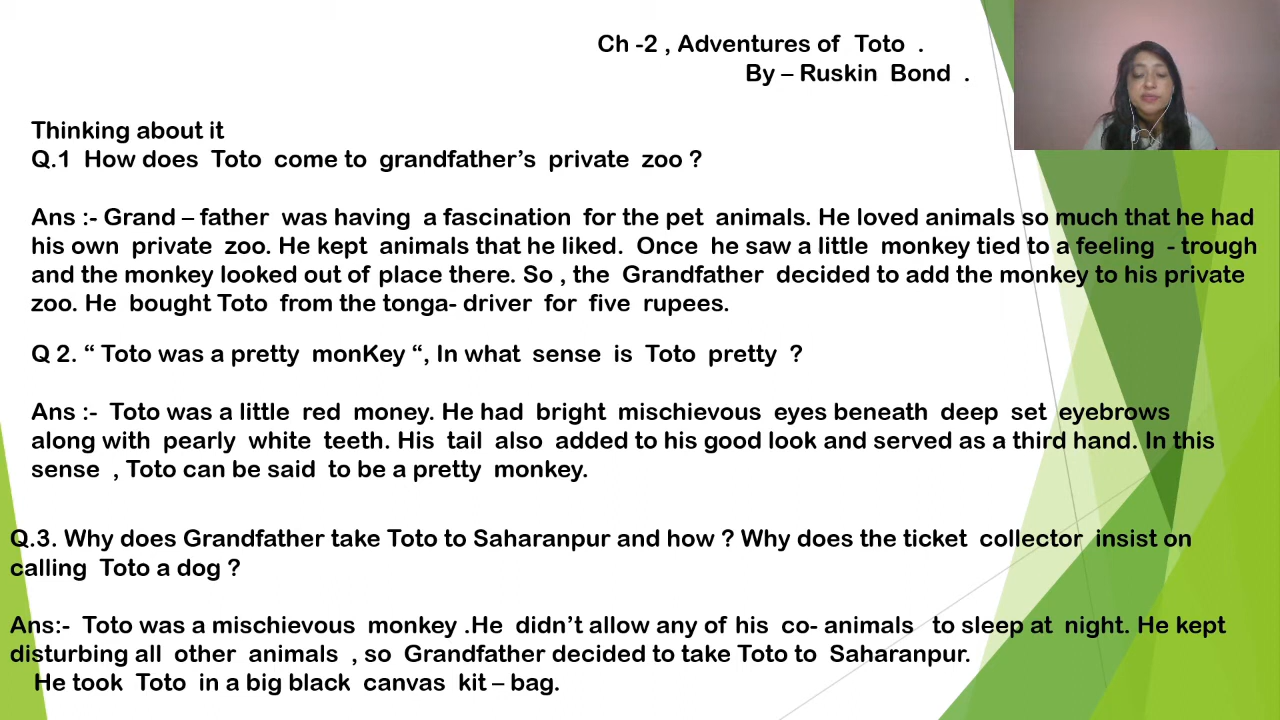 Ch -2 , Adventures of Toto .
By – Ruskin Bond .
Thinking about it
Q.1 How does Toto come to grandfather’s private zoo ?
Ans :- Grand – father was having a fascination for the pet animals. He loved animals so much that he had
his own private zoo. He kept animals that he liked. Once he saw a little monkey tied to a feeling - trough
and the monkey looked out of place there. So , the Grandfather decided to add the monkey to his private
zoo. He bought Toto from the tonga- driver for five rupees.
Q 2. “ Toto was a pretty monKey “, In what sense is Toto pretty ?
Ans :- Toto was a little red money. He had bright mischievous eyes beneath deep set eyebrows
along with pearly white teeth. His tail also added to his good look and served as a third hand. In this
sense , Toto can be said to be a pretty monkey.
Q.3. Why does Grandfather take Toto to Saharanpur and how ? Why does the ticket collector insist on
calling Toto a dog ?
Ans:- Toto was a mischievous monkey .He didn’t allow any of his co- animals to sleep at night. He kept
disturbing all other animals , so Grandfather decided to take Toto to Saharanpur.
He took Toto in a big black canvas kit – bag.